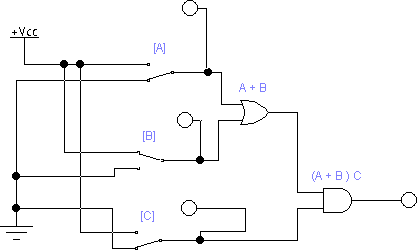 +Vcc
[A]
A + B
[B]
(A + B ) C
[C]